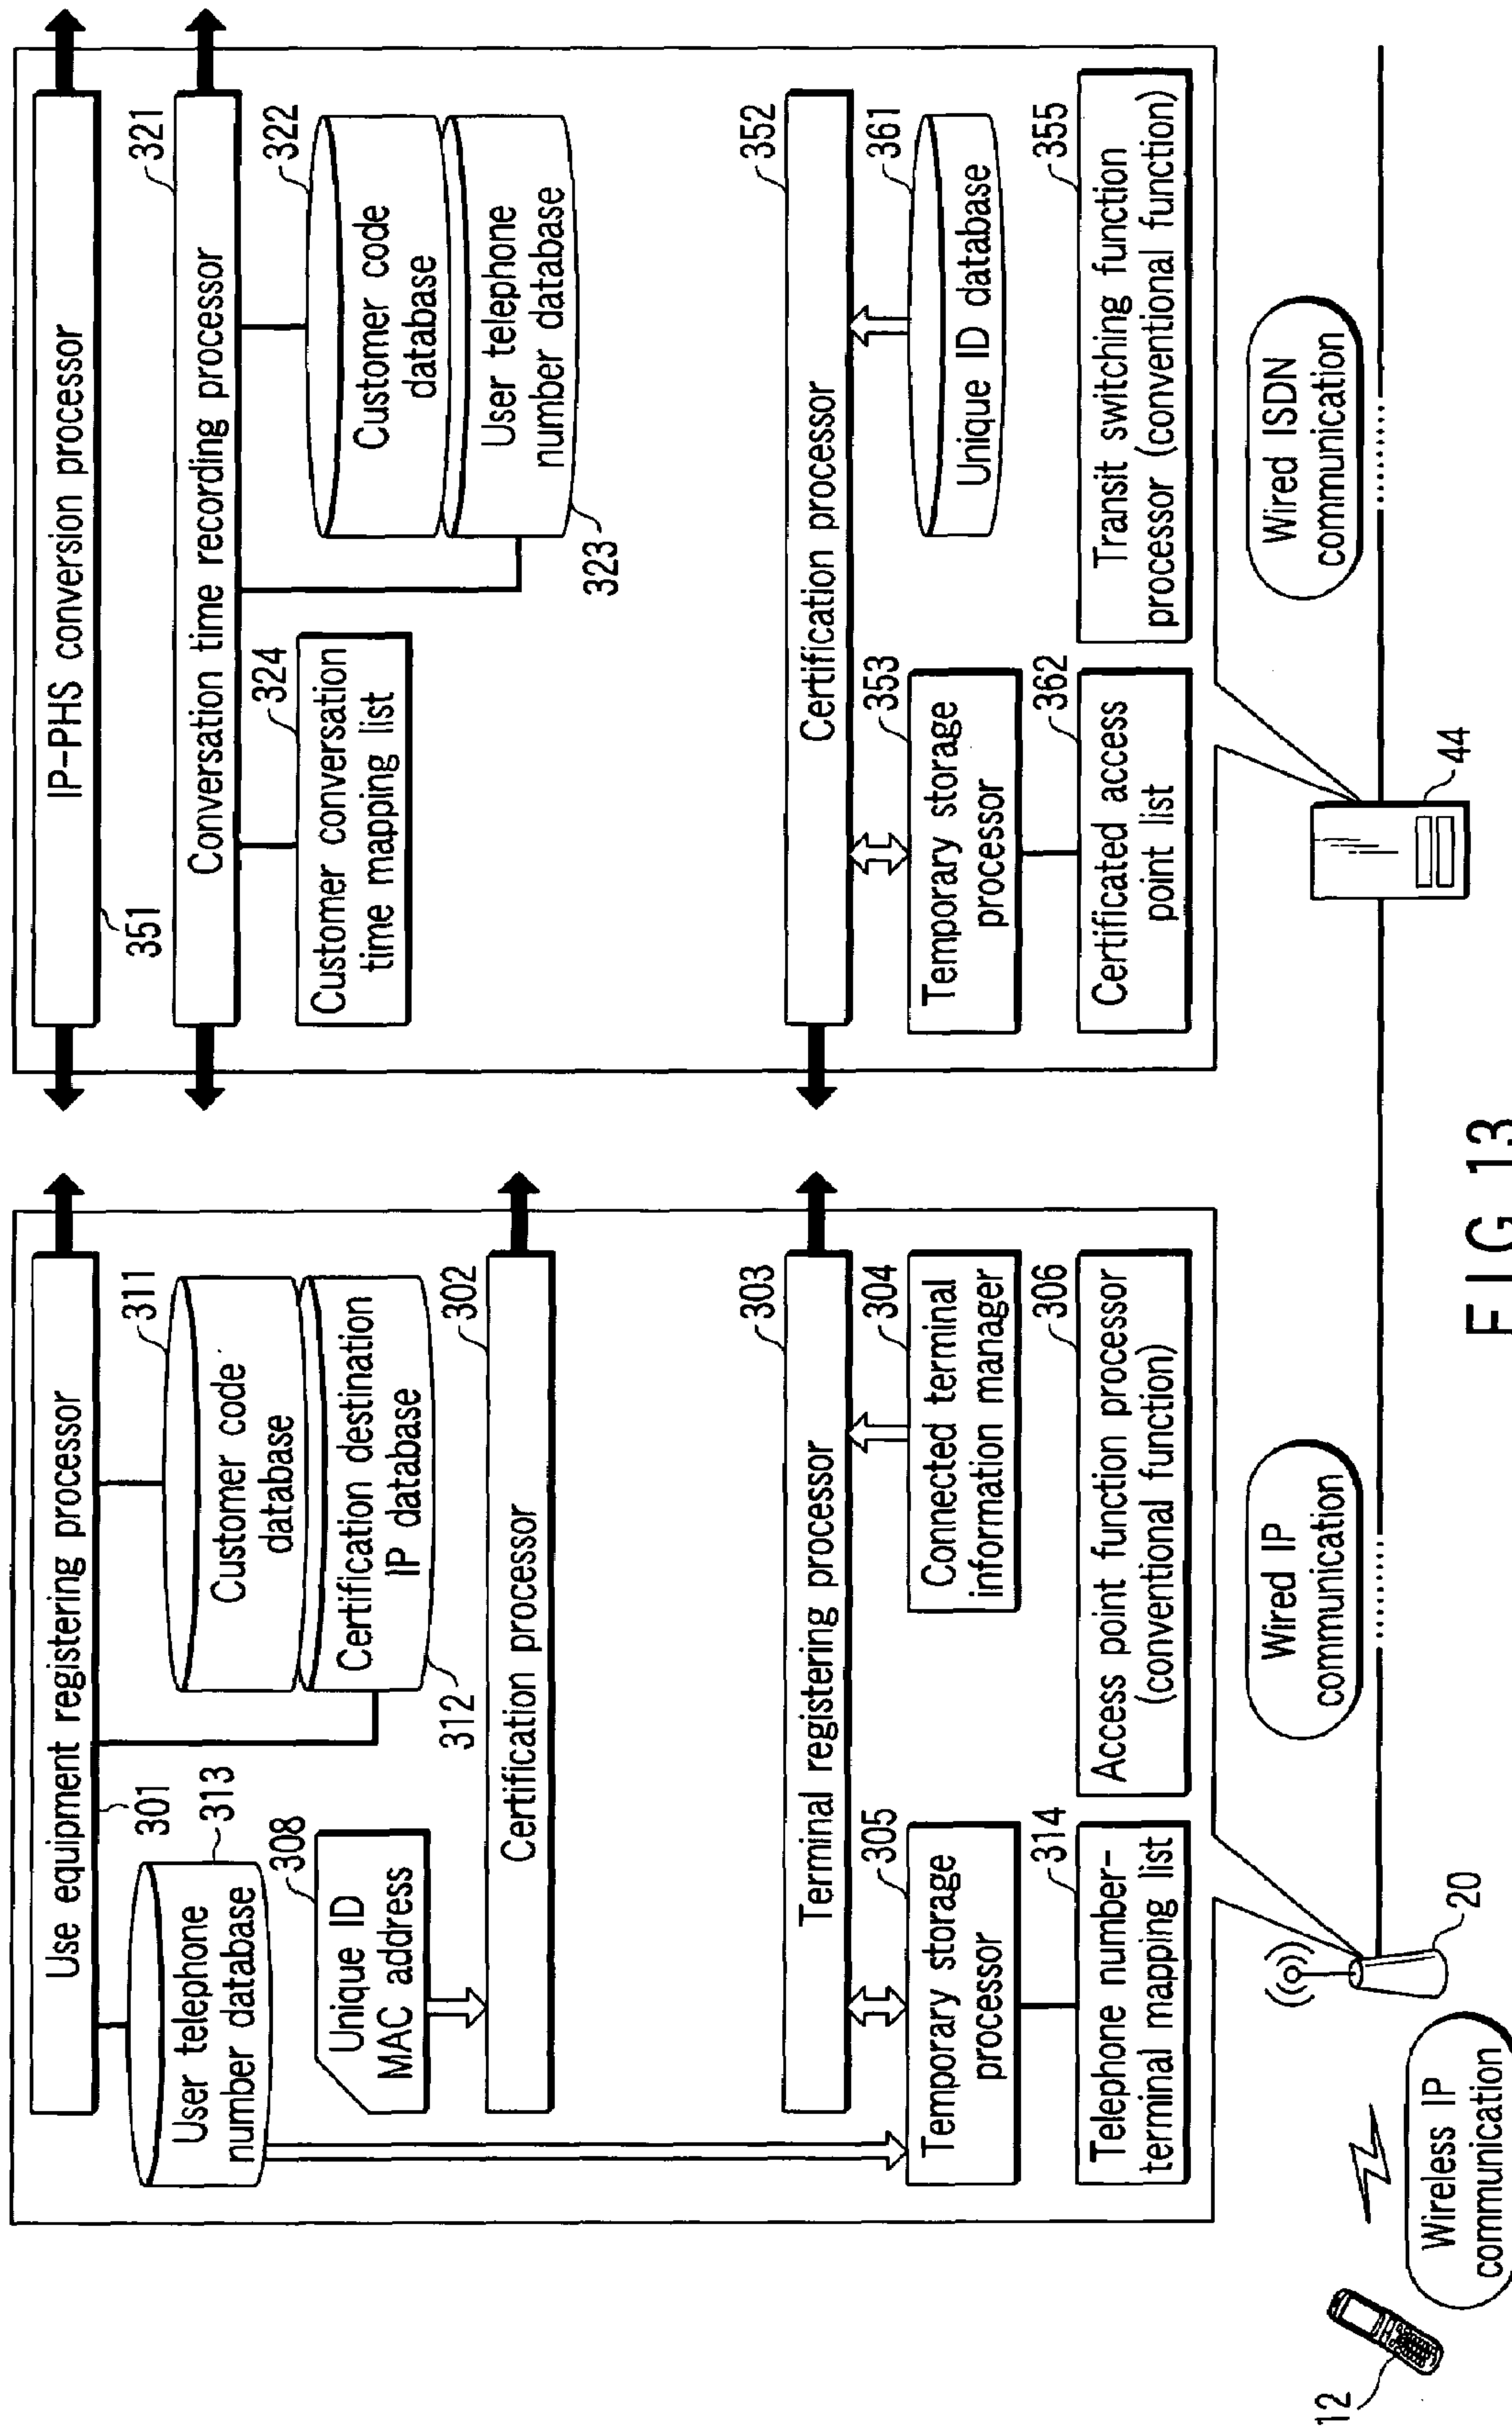 Use equipment registering processor
301
313
User telephone
number database
311
Customer code
database
Certification destination
IP database
312
308
Unique ID
MAC address
302
Certification processor
303
Terminal registering processor
305
Temporary storage
processor
304
Connected terminal
information manager
314
Telephone number-
terminal mapping list
306
Access point function processor
(conventional function)
IP-PHS conversion processor
351
321
Conversation time recording processor
324
Customer conversation
time mapping list
322
Customer code
database
User telephone
number database
323
352
Certification processor
353
Temporary storage
processor
361
Unique ID database
362
Certificated access
point list
355
Transit switching function
processor (conventional function)
12
Wireless IP
communication
20
Wired IP
communication
44
Wired ISDN
communication
FIG.13